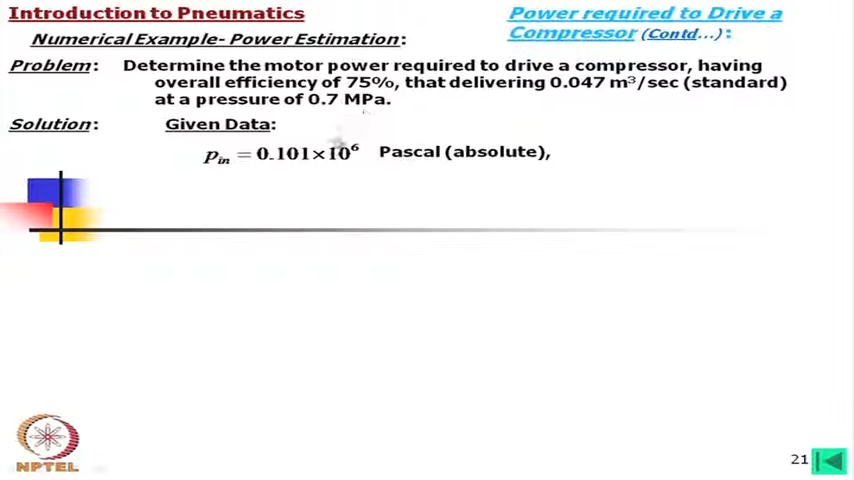 Introduction to Pneumatics
Power required to Drive a
Compressor (Contd...):
Numerical Example- Power Estimation:
Problem: Determine the motor power required to drive a compressor, having
overall efficiency of 75%, that delivering 0.047 m³/sec (standard)
at a pressure of 0.7 MPa.
Solution: Given Data:
p_in = 0.101×10⁶ Pascal (absolute),
21
NPTEL